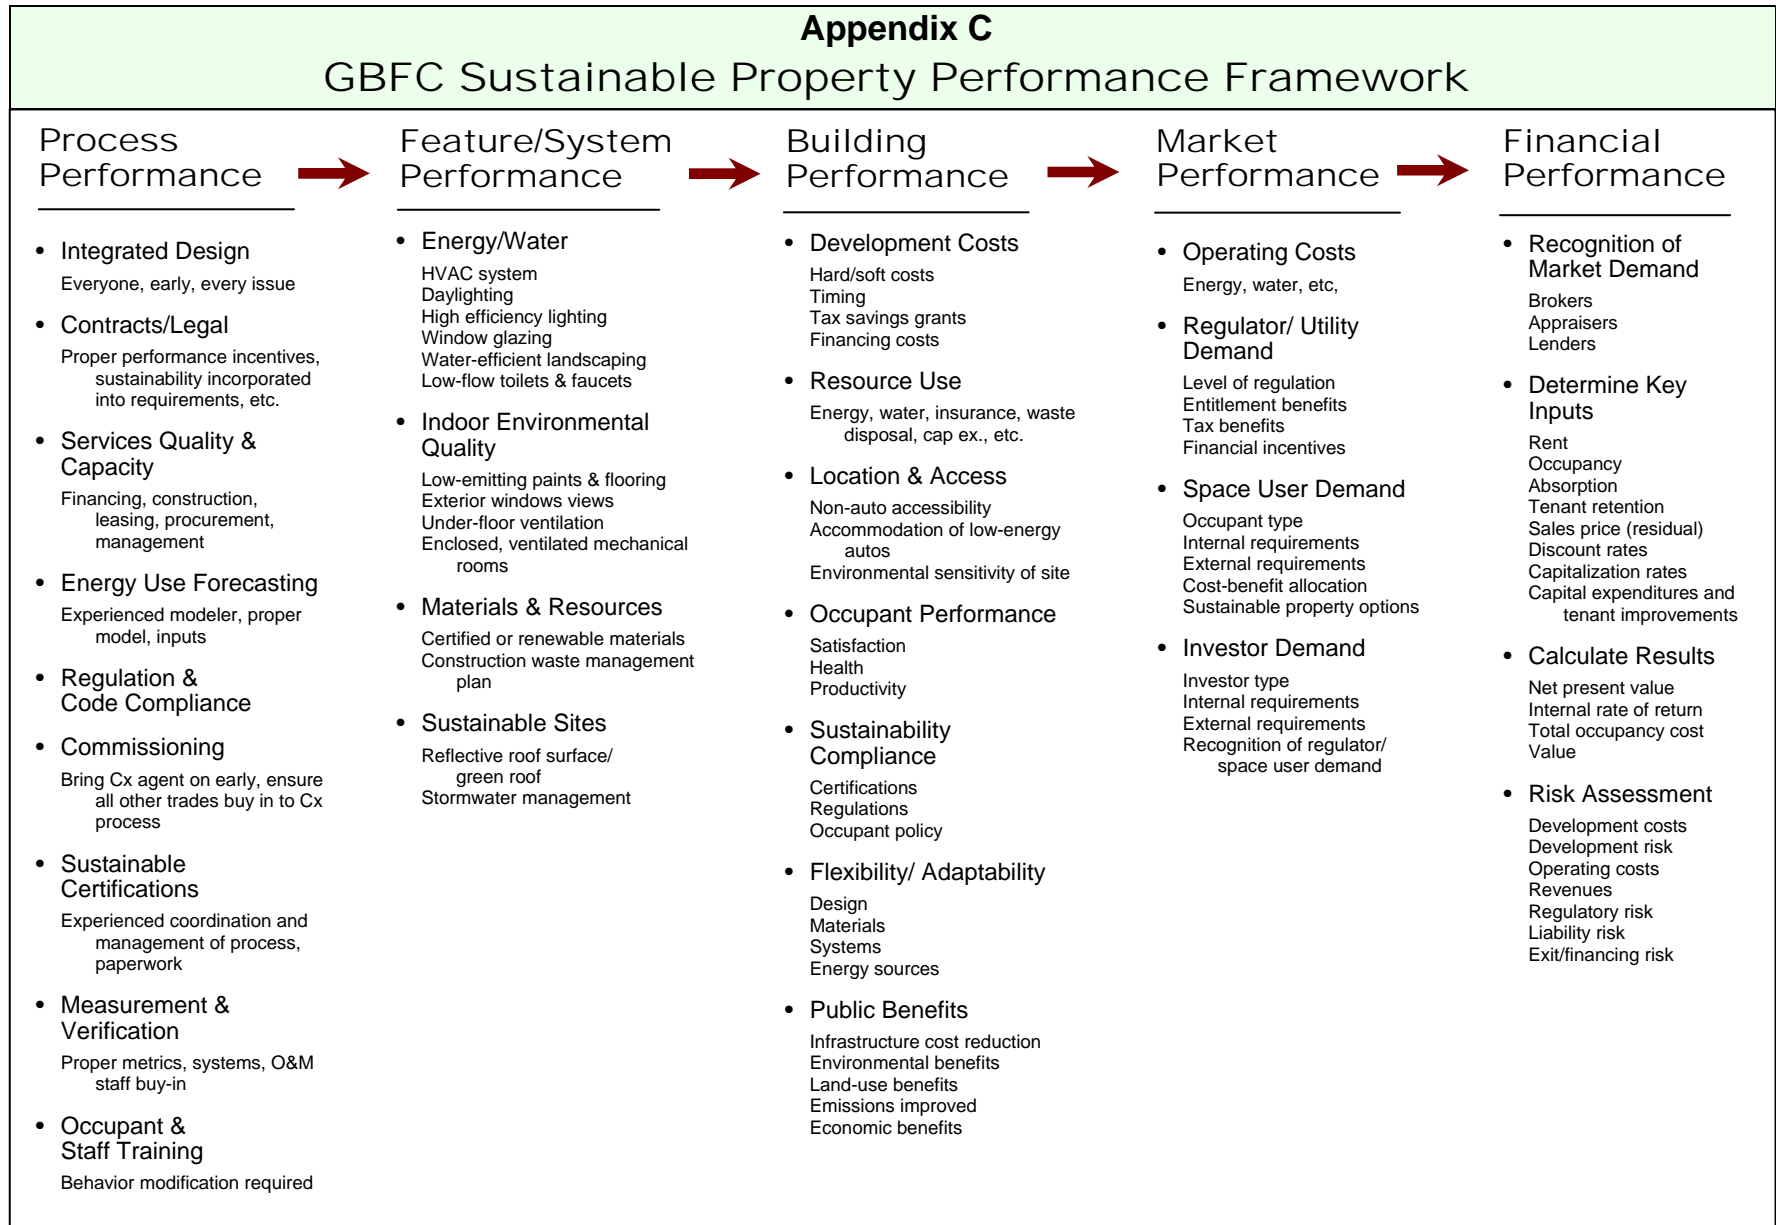 Appendix C
GBFC Sustainable Property Performance Framework
Process
Performance
• Integrated Design
Everyone, early, every issue
• Contracts/Legal
Proper performance incentives,
sustainability incorporated
into requirements, etc.
• Services Quality &
Capacity
Financing, construction,
leasing, procurement,
management
• Energy Use Forecasting
Experienced modeler, proper
model, inputs
• Regulation &
Code Compliance
• Commissioning
Bring Cx agent on early, ensure
all other trades buy in to Cx
process
• Sustainable
Certifications
Experienced coordination and
management of process,
paperwork
• Measurement &
Verification
Proper metrics, systems, O&M
staff buy-in
• Occupant &
Staff Training
Behavior modification required
Feature/System
Performance
• Energy/Water
HVAC system
Daylighting
High efficiency lighting
Window glazing
Water-efficient landscaping
Low-flow toilets & faucets
• Indoor Environmental
Quality
Low-emitting paints & flooring
Exterior windows views
Under-floor ventilation
Enclosed, ventilated mechanical
rooms
• Materials & Resources
Certified or renewable materials
Construction waste management
plan
• Sustainable Sites
Reflective roof surface/
green roof
Stormwater management
Building
Performance
• Development Costs
Hard/soft costs
Timing
Tax savings grants
Financing costs
• Resource Use
Energy, water, insurance, waste
disposal, cap ex., etc.
• Location & Access
Non-auto accessibility
Accommodation of low-energy
autos
Environmental sensitivity of site
• Occupant Performance
Satisfaction
Health
Productivity
• Sustainability
Compliance
Certifications
Regulations
Occupant policy
• Flexibility/ Adaptability
Design
Materials
Systems
Energy sources
• Public Benefits
Infrastructure cost reduction
Environmental benefits
Land-use benefits
Emissions improved
Economic benefits
Market
Performance
• Operating Costs
Energy, water, etc,
• Regulator/ Utility
Demand
Level of regulation
Entitlement benefits
Tax benefits
Financial incentives
• Space User Demand
Occupant type
Internal requirements
External requirements
Cost-benefit allocation
Sustainable property options
• Investor Demand
Investor type
Internal requirements
External requirements
Recognition of regulator/
space user demand
Financial
Performance
• Recognition of
Market Demand
Brokers
Appraisers
Lenders
• Determine Key
Inputs
Rent
Occupancy
Absorption
Tenant retention
Sales price (residual)
Discount rates
Capitalization rates
Capital expenditures and
tenant improvements
• Calculate Results
Net present value
Internal rate of return
Total occupancy cost
Value
• Risk Assessment
Development costs
Development risk
Operating costs
Revenues
Regulatory risk
Liability risk
Exit/financing risk